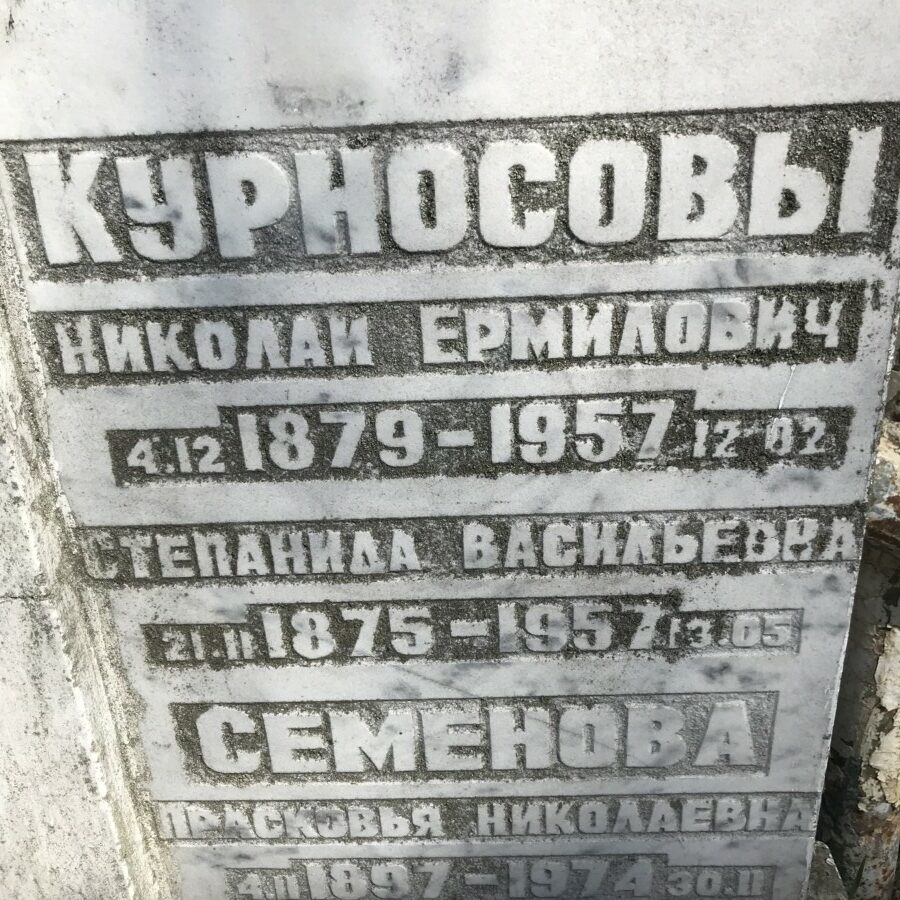 КУРНОСОВЫ
НИКОЛАЙ ЕРМИЛОВИЧ
4.12 1879-1957 12 02
СТЕПАНИДА ВАСИЛЬЕВНА
21.11 1875-1957 13.05
СЕМЕНОВА
ПРАСКОВЬЯ НИКОЛАЕВНА
4.11 1897-1974 30.11